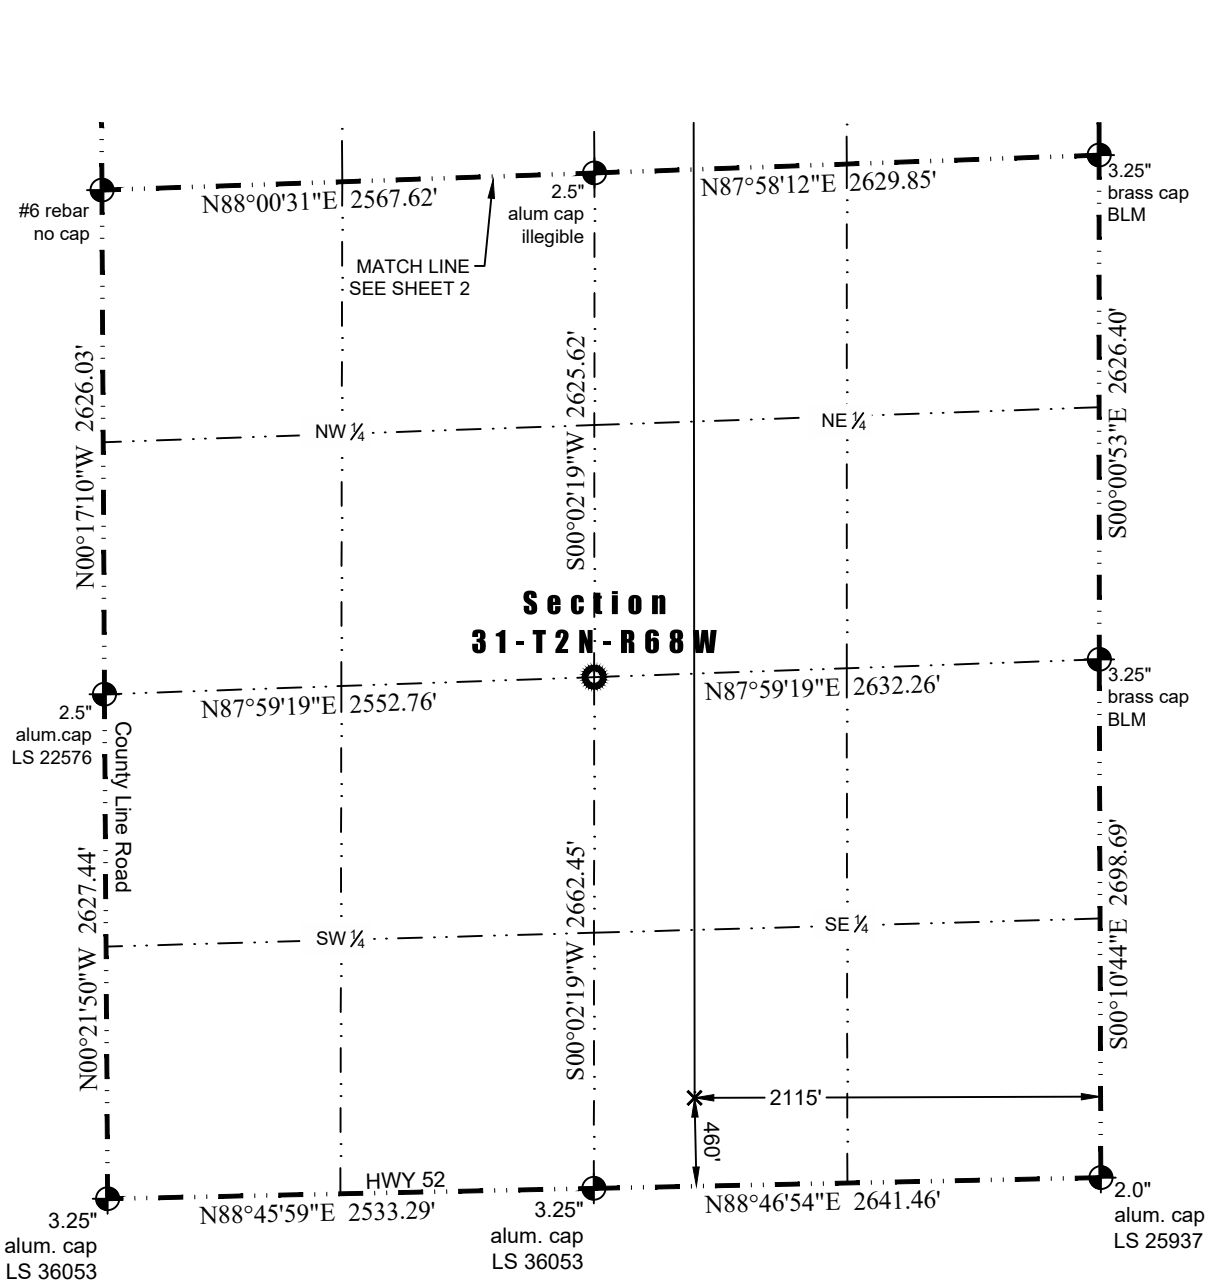 3.25"
brass cap
BLM
N87°58'12"E 2629.85'
2.5"
alum cap
illegible
N88°00'31"E 2567.62'
#6 rebar
no cap
MATCH LINE
SEE SHEET 2
N00°17'10"W 2626.03'
S00°02'19"W 2625.62'
S00°00'53"E 2626.40'
NW ¼
NE ¼
Section
31-T2N-R68W
N87°59'19"E 2552.76'
N87°59'19"E 2632.26'
3.25"
brass cap
BLM
2.5"
alum.cap
LS 22576
County Line Road
N00°21'50"W 2627.44'
S00°02'19"W 2662.45'
S00°10'44"E 2698.69'
SW ¼
SE ¼
2115'
460'
HWY 52
N88°45'59"E 2533.29'
N88°46'54"E 2641.46'
3.25"
alum. cap
LS 36053
3.25"
alum. cap
LS 36053
2.0"
alum. cap
LS 25937